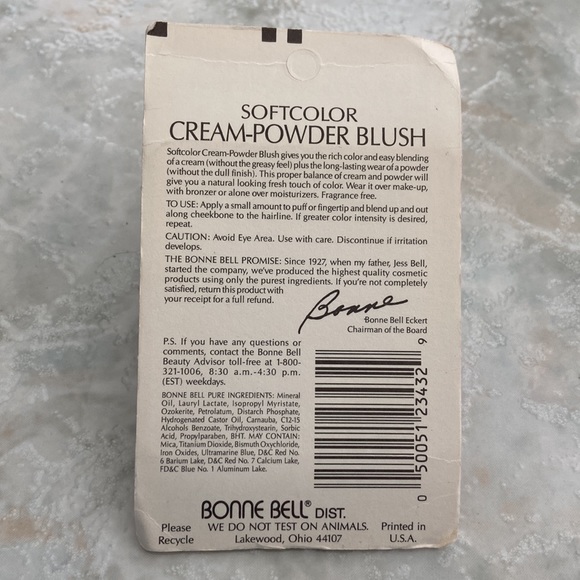 SOFTCOLOR
CREAM-POWDER BLUSH
Softcolor Cream-Powder Blush gives you the rich color and easy blending
of a cream (without the greasy feel) plus the long-lasting wear of a powder
(without the dull finish). This proper balance of cream and powder will
give you a natural looking fresh touch of color. Wear it over make-up,
with bronzer or alone over moisturizers. Fragrance free.
TO USE: Apply a small amount to puff or fingertip and blend up and out
along cheekbone to the hairline. If greater color intensity is desired,
repeat.
CAUTION: Avoid Eye Area. Use with care. Discontinue if irritation
develops.
THE BONNE BELL PROMISE: Since 1927, when my father, Jess Bell,
started the company, we've produced the highest quality cosmetic
products using only the purest ingredients. If you're not completely
satisfied, return this product with
your receipt for a full refund.
Bonne
Bonne Bell Eckert
Chairman of the Board
P.S. If you have any questions or
comments, contact the Bonne Bell
Beauty Advisor toll-free at 1-800-
321-1006, 8:30 a.m.-4:30 p.m.
(EST) weekdays.
BONNE BELL PURE INGREDIENTS: Mineral
Oil, Lauryl Lactate, Isopropyl Myristate,
Ozokerite, Petrolatum, Distarch Phosphate,
Hydrogenated Castor Oil, Carnauba, C12-15
Alcohols Benzoate, Trihydroxystearin, Sorbic
Acid, Propylparaben, BHT. MAY CONTAIN:
Mica, Titanium Dioxide, Bismuth Oxychloride,
Iron Oxides, Ultramarine Blue, D&C Red No.
6 Barium Lake, D&C Red No. 7 Calcium Lake,
FD&C Blue No. 1 Aluminum Lake.
0 50051 23432 9
BONNE BELL® DIST.
Please WE DO NOT TEST ON ANIMALS. Printed in
Recycle Lakewood, Ohio 44107 U.S.A.